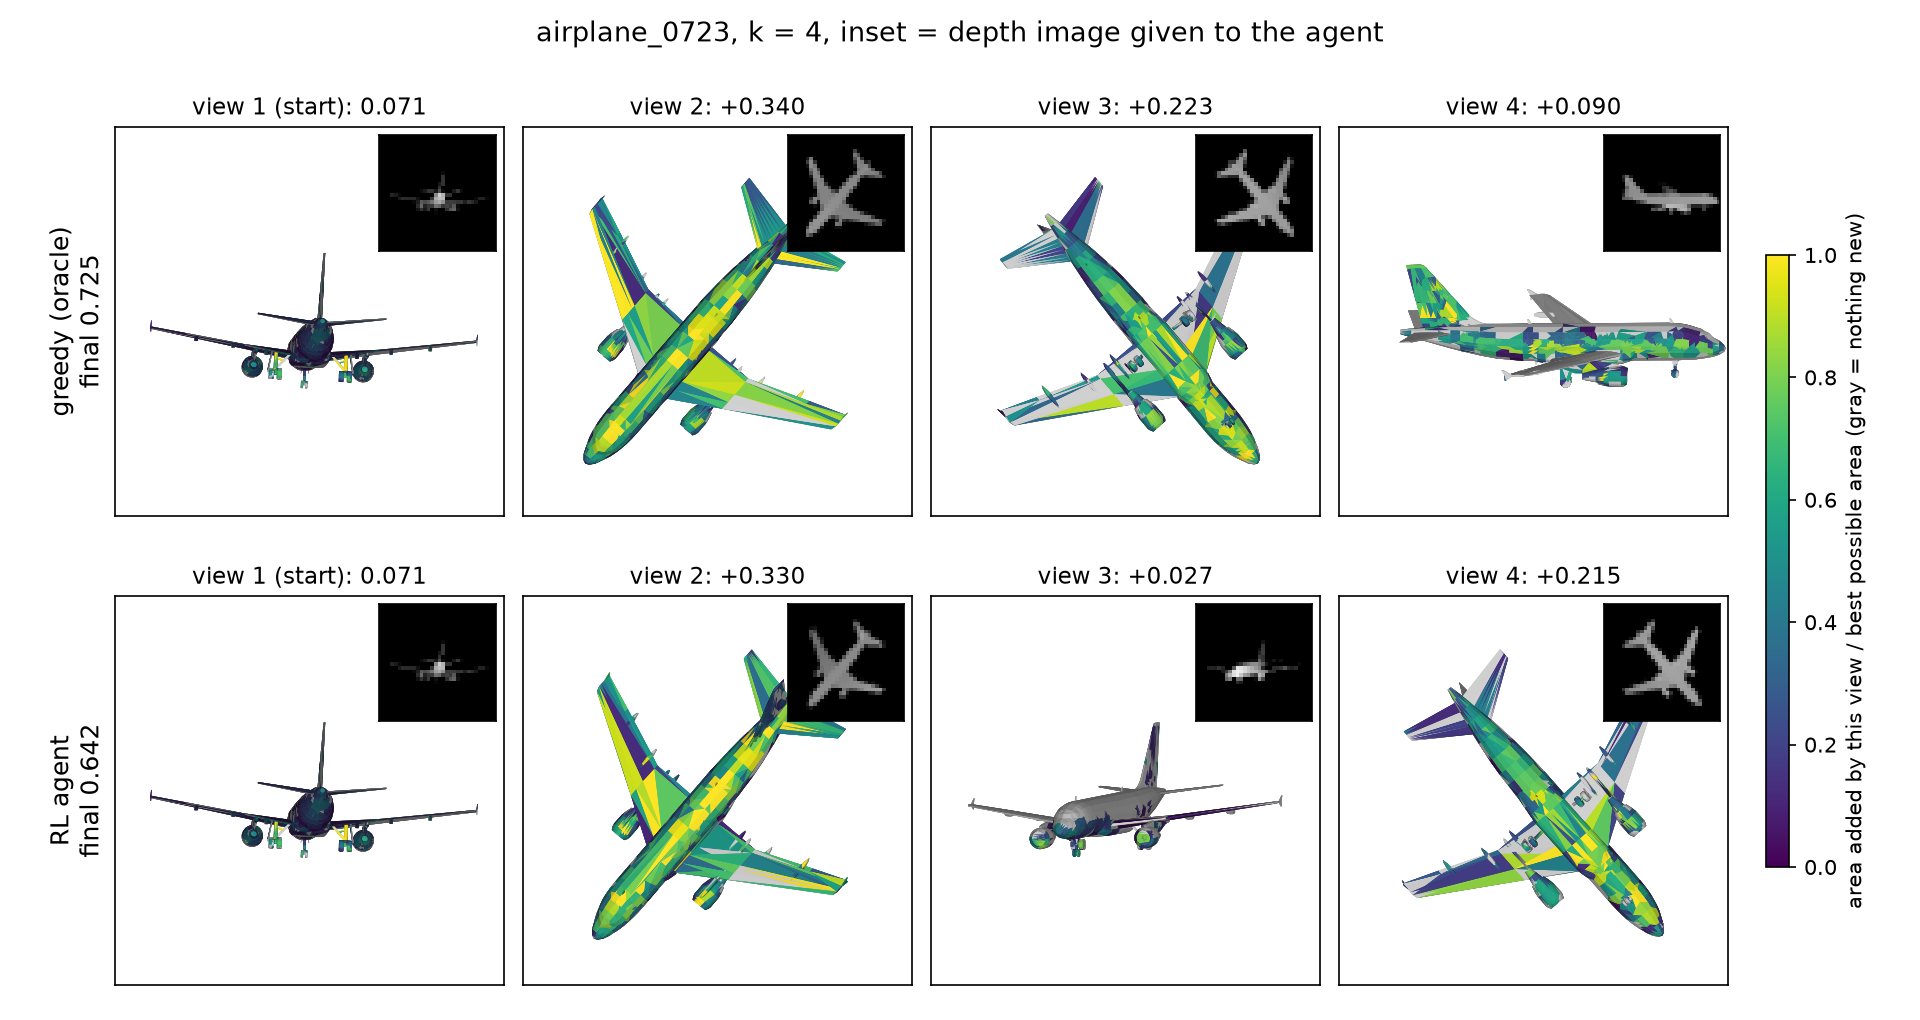 airplane_0723, k = 4, inset = depth image given to the agent
greedy (oracle)
final 0.725
view 1 (start): 0.071
view 2: +0.340
view 3: +0.223
view 4: +0.090
RL agent
final 0.642
view 1 (start): 0.071
view 2: +0.330
view 3: +0.027
view 4: +0.215
1.0
0.8
0.6
0.4
0.2
0.0
area added by this view / best possible area (gray = nothing new)